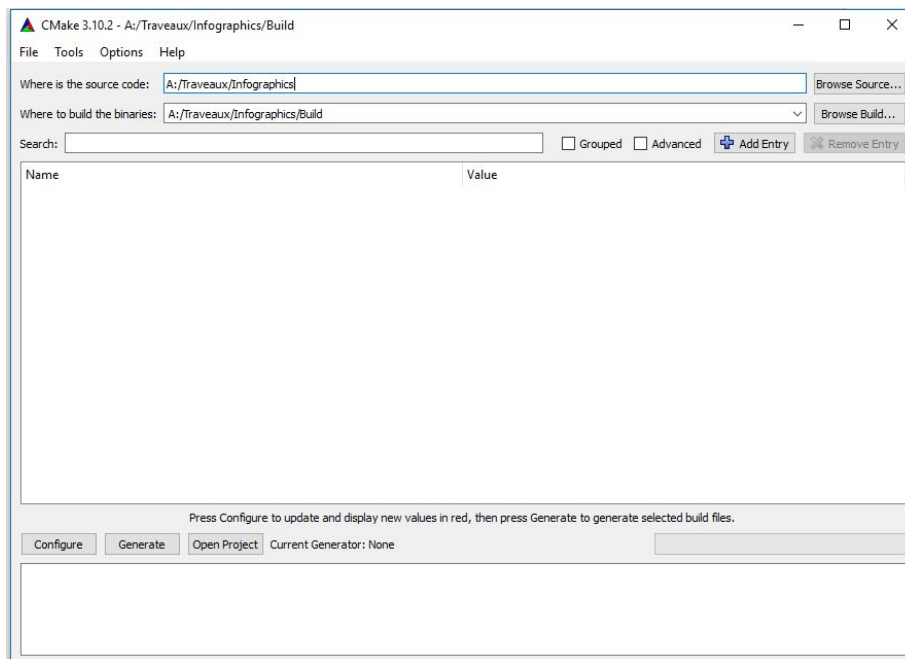 CMake 3.10.2 - A:/Traveaux/Infographics/Build
File Tools Options Help
Where is the source code: A:/Traveaux/Infographics Browse Source...
Where to build the binaries: A:/Traveaux/Infographics/Build Browse Build...
Search: Grouped Advanced Add Entry Remove Entry
Name Value
Press Configure to update and display new values in red, then press Generate to generate selected build files.
Configure Generate Open Project Current Generator: None